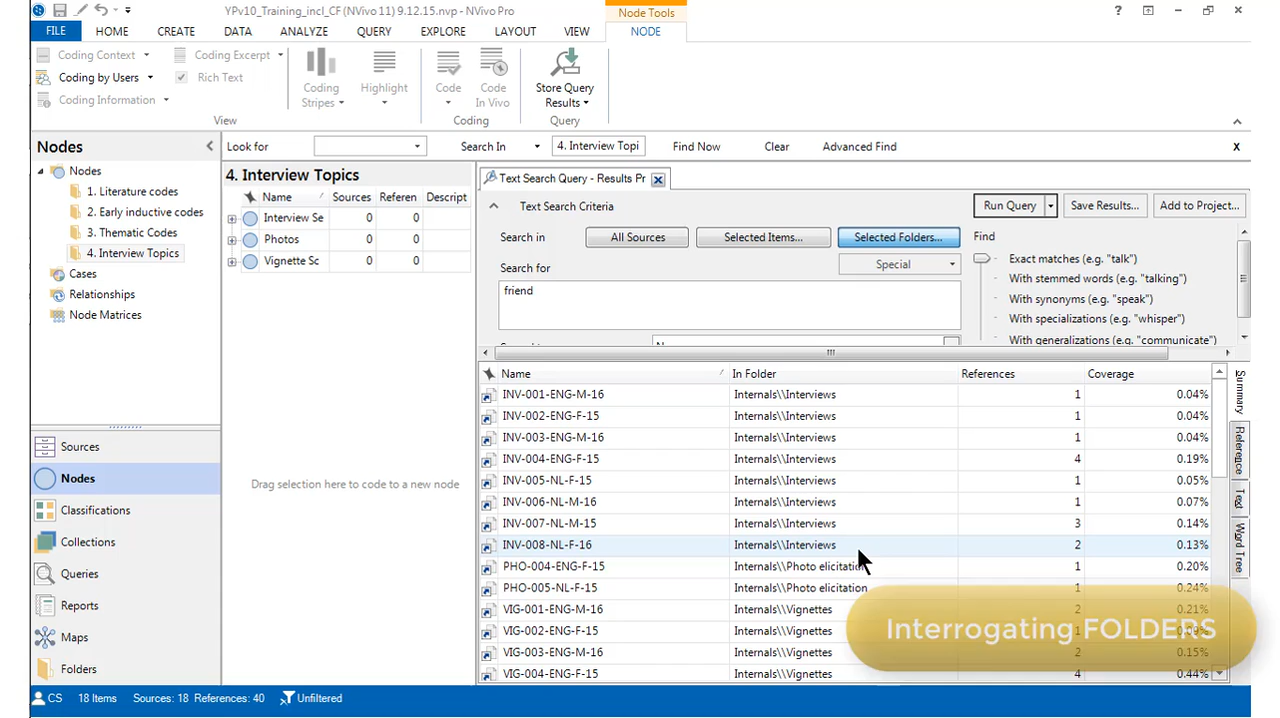 YPv10_Training_incl_CF (NVivo 11) 9.12.15.nvp - NVivo Pro
Node Tools
FILE HOME CREATE DATA ANALYZE QUERY EXPLORE LAYOUT VIEW NODE
Coding Context
Coding by Users
Coding Information
Coding Excerpt
Rich Text
View
Coding Stripes
Highlight
Code
Code In Vivo
Coding
Store Query Results
Query
Nodes
Look for
Search In
4. Interview Topi
Find Now
Clear
Advanced Find
X
Nodes
1. Literature codes
2. Early inductive codes
3. Thematic Codes
4. Interview Topics
Cases
Relationships
Node Matrices
Sources
Nodes
Classifications
Collections
Queries
Reports
Maps
Folders
4. Interview Topics
Name Sources Referen Descript
Interview Se 0 0
Photos 0 0
Vignette Sc 0 0
Drag selection here to code to a new node
Text Search Query - Results Pr
Text Search Criteria
Run Query
Save Results...
Add to Project...
Search in
All Sources
Selected Items...
Selected Folders...
Find
Search for
Special
friend
Exact matches (e.g. "talk")
With stemmed words (e.g. "talking")
With synonyms (e.g. "speak")
With specializations (e.g. "whisper")
With generalizations (e.g. "communicate")
Name In Folder References Coverage
INV-001-ENG-M-16 Internals\\Interviews 1 0.04%
INV-002-ENG-F-15 Internals\\Interviews 1 0.04%
INV-003-ENG-M-16 Internals\\Interviews 1 0.04%
INV-004-ENG-F-15 Internals\\Interviews 4 0.19%
INV-005-NL-F-15 Internals\\Interviews 1 0.05%
INV-006-NL-M-16 Internals\\Interviews 1 0.07%
INV-007-NL-M-15 Internals\\Interviews 3 0.14%
INV-008-NL-F-16 Internals\\Interviews 2 0.13%
PHO-004-ENG-F-15 Internals\\Photo elicitation 1 0.20%
PHO-005-NL-F-15 Internals\\Photo elicitation 1 0.24%
VIG-001-ENG-M-16 Internals\\Vignettes 2 0.21%
VIG-002-ENG-F-15 Internals\\Vignettes 1 0.09%
VIG-003-ENG-M-16 Internals\\Vignettes 2 0.15%
VIG-004-ENG-F-15 Internals\\Vignettes 4 0.44%
Summary
Reference
Text
Word Tree
Interrogating FOLDERS
CS 18 Items Sources: 18 References: 40 Unfiltered